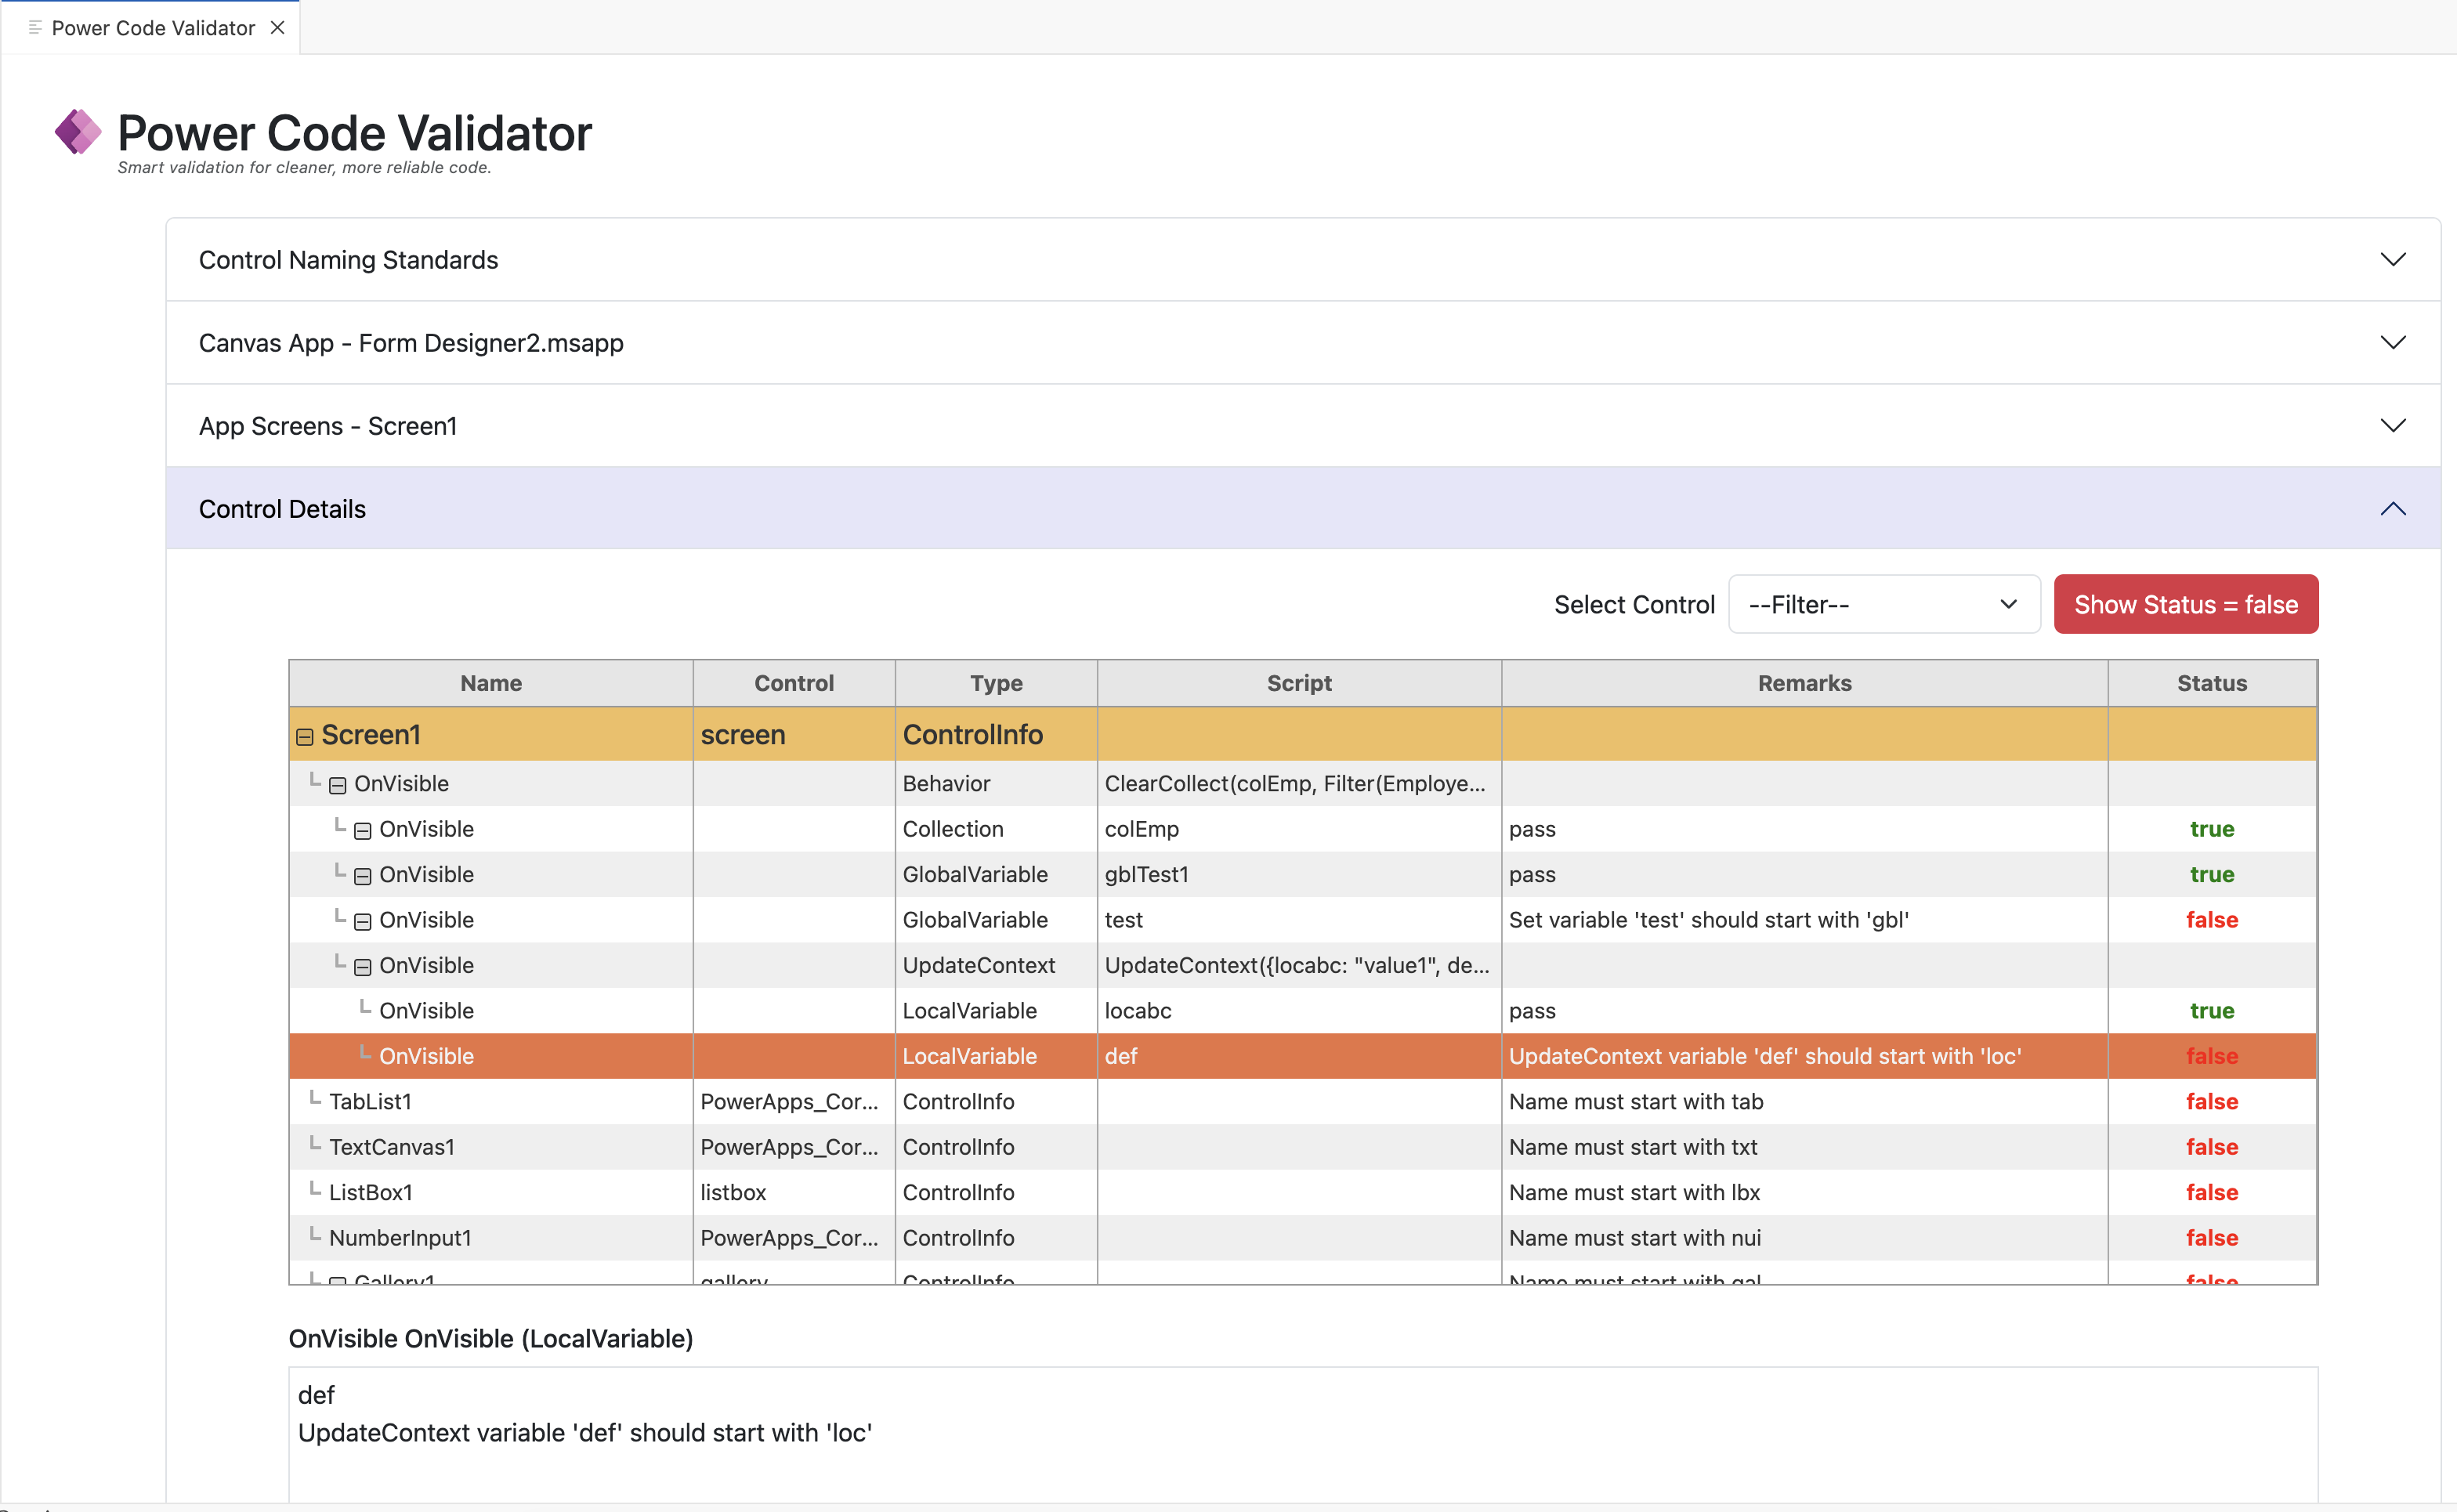 Power Code Validator
Power Code Validator
Smart validation for cleaner, more reliable code.
Control Naming Standards
Canvas App - Form Designer2.msapp
App Screens - Screen1
Control Details
Select Control --Filter-- Show Status = false
Name Control Type Script Remarks Status
Screen1 screen ControlInfo
OnVisible Behavior ClearCollect(colEmp, Filter(Employe...
OnVisible Collection colEmp pass true
OnVisible GlobalVariable gblTest1 pass true
OnVisible GlobalVariable test Set variable 'test' should start with 'gbl' false
OnVisible UpdateContext UpdateContext({locabc: "value1", de...
OnVisible LocalVariable locabc pass true
OnVisible LocalVariable def UpdateContext variable 'def' should start with 'loc' false
TabList1 PowerApps_Cor... ControlInfo Name must start with tab false
TextCanvas1 PowerApps_Cor... ControlInfo Name must start with txt false
ListBox1 listbox ControlInfo Name must start with lbx false
NumberInput1 PowerApps_Cor... ControlInfo Name must start with nui false
Gallery1 gallery ControlInfo Name must start with gal false
OnVisible OnVisible (LocalVariable)
def
UpdateContext variable 'def' should start with 'loc'